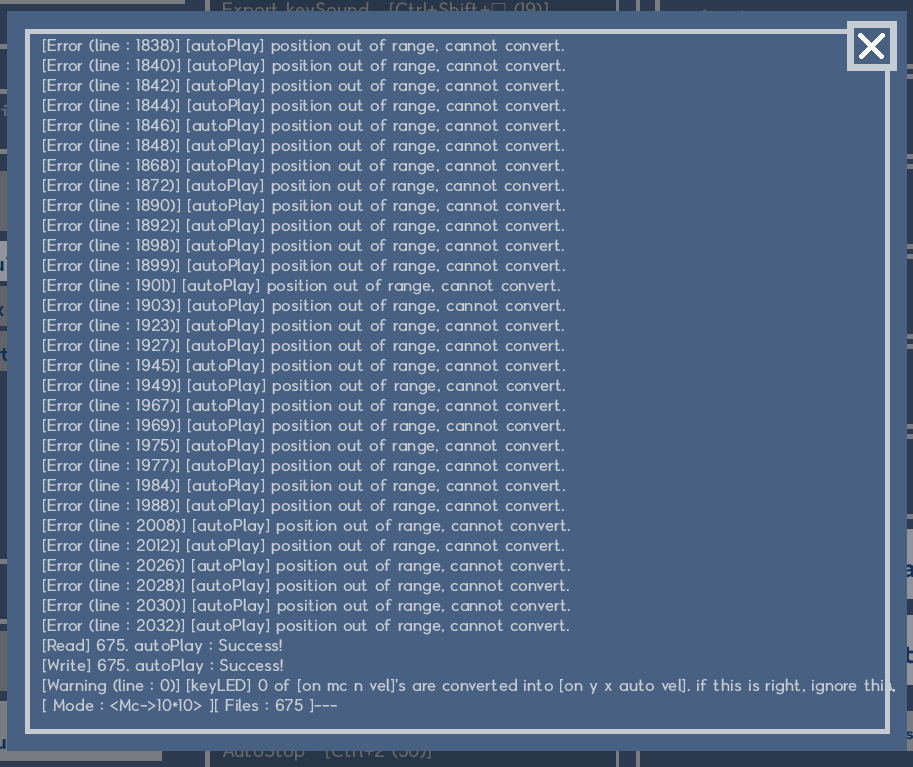 Export keySound [Ctrl+Shift+□ (19)]
[Error (line : 1838)] [autoPlay] position out of range, cannot convert.
[Error (line : 1840)] [autoPlay] position out of range, cannot convert.
[Error (line : 1842)] [autoPlay] position out of range, cannot convert.
[Error (line : 1844)] [autoPlay] position out of range, cannot convert.
[Error (line : 1846)] [autoPlay] position out of range, cannot convert.
[Error (line : 1848)] [autoPlay] position out of range, cannot convert.
[Error (line : 1868)] [autoPlay] position out of range, cannot convert.
[Error (line : 1872)] [autoPlay] position out of range, cannot convert.
[Error (line : 1890)] [autoPlay] position out of range, cannot convert.
[Error (line : 1892)] [autoPlay] position out of range, cannot convert.
[Error (line : 1898)] [autoPlay] position out of range, cannot convert.
[Error (line : 1899)] [autoPlay] position out of range, cannot convert.
[Error (line : 1901)] [autoPlay] position out of range, cannot convert.
[Error (line : 1903)] [autoPlay] position out of range, cannot convert.
[Error (line : 1923)] [autoPlay] position out of range, cannot convert.
[Error (line : 1927)] [autoPlay] position out of range, cannot convert.
[Error (line : 1945)] [autoPlay] position out of range, cannot convert.
[Error (line : 1949)] [autoPlay] position out of range, cannot convert.
[Error (line : 1967)] [autoPlay] position out of range, cannot convert.
[Error (line : 1969)] [autoPlay] position out of range, cannot convert.
[Error (line : 1975)] [autoPlay] position out of range, cannot convert.
[Error (line : 1977)] [autoPlay] position out of range, cannot convert.
[Error (line : 1984)] [autoPlay] position out of range, cannot convert.
[Error (line : 1988)] [autoPlay] position out of range, cannot convert.
[Error (line : 2008)] [autoPlay] position out of range, cannot convert.
[Error (line : 2012)] [autoPlay] position out of range, cannot convert.
[Error (line : 2026)] [autoPlay] position out of range, cannot convert.
[Error (line : 2028)] [autoPlay] position out of range, cannot convert.
[Error (line : 2030)] [autoPlay] position out of range, cannot convert.
[Error (line : 2032)] [autoPlay] position out of range, cannot convert.
[Read] 675. autoPlay : Success!
[Write] 675. autoPlay : Success!
[Warning (line : 0)] [keyLED] 0 of [on mc n vel]'s are converted into [on y x auto vel]. if this is right, ignore this.
[ Mode : <Mc->10*10> ][ Files : 675 ]---
AutoStop [Ctrl+2 (50)]